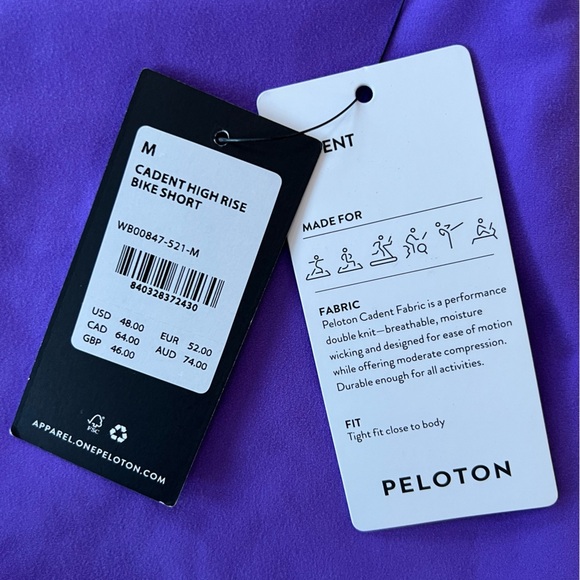 M
CADENT HIGH RISE
BIKE SHORT
WB00847-521-M
840328372430
USD 48.00 EUR 52.00
CAD 64.00 AUD 74.00
GBP 46.00
FSC
APPAREL.ONEPELOTON.COM
ENT
MADE FOR
FABRIC
Peloton Cadent Fabric is a performance
double knit—breathable, moisture
wicking and designed for ease of motion
while offering moderate compression.
Durable enough for all activities.
FIT
Tight fit close to body
PELOTON